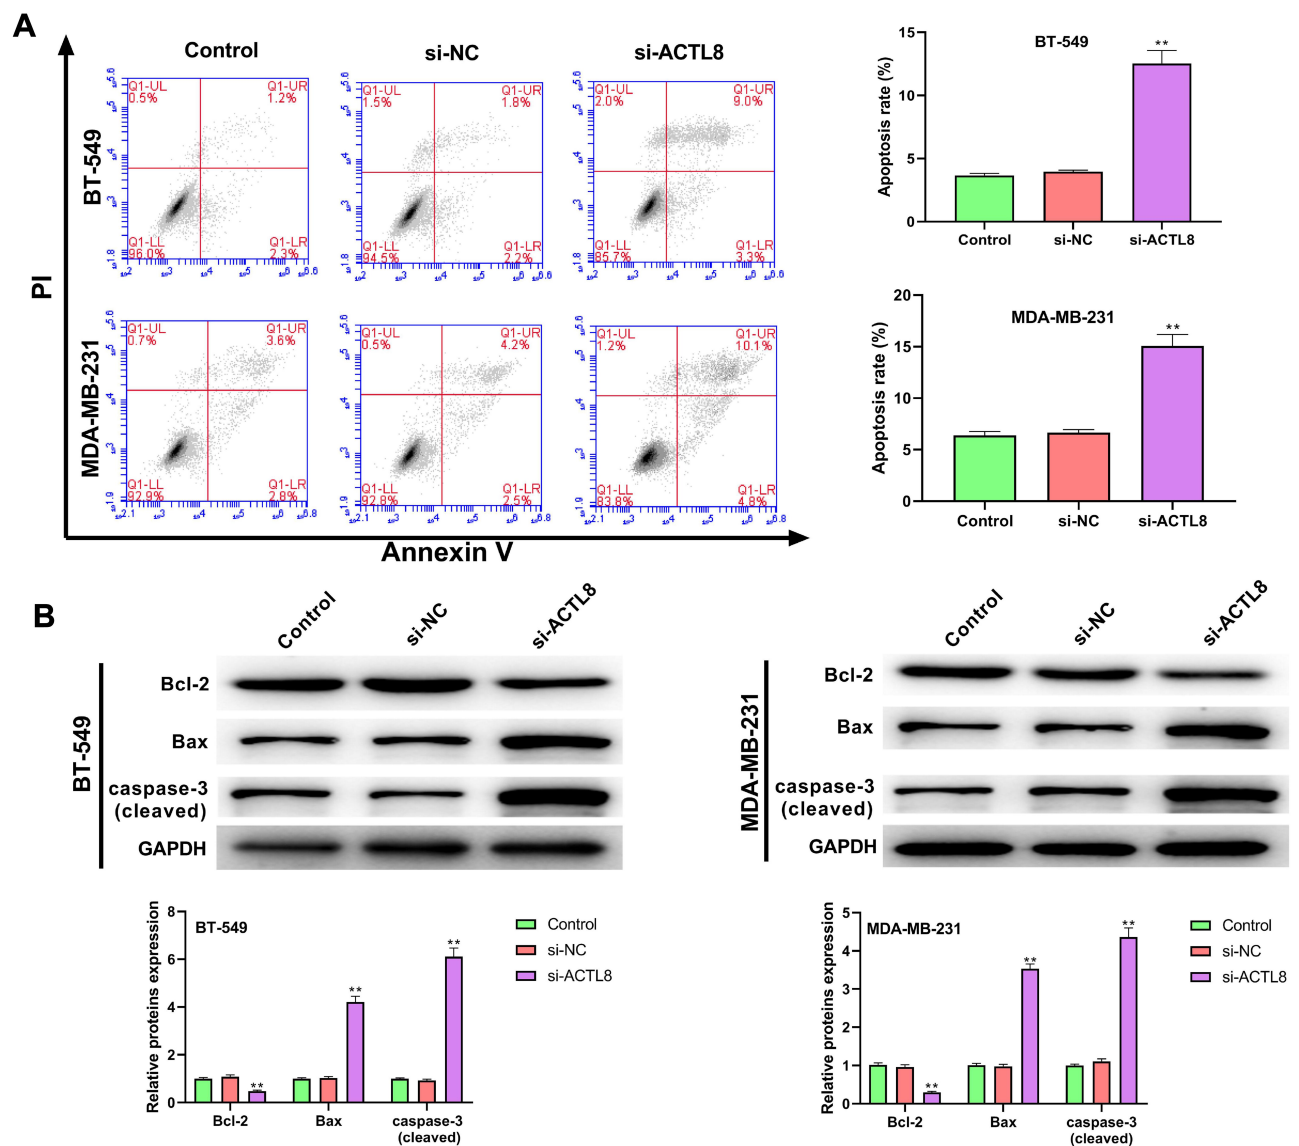 A
Control
si-NC
si-ACTL8
PI
BT-549
Q1-UL
0.5%
Q1-UR
1.2%
Q1-LL
96.0%
Q1-LR
2.3%
Q1-UL
1.5%
Q1-UR
1.8%
Q1-LL
94.5%
Q1-LR
2.2%
Q1-UL
2.0%
Q1-UR
9.0%
Q1-LL
85.7%
Q1-LR
3.3%
MDA-MB-231
Q1-UL
0.7%
Q1-UR
3.6%
Q1-LL
92.9%
Q1-LR
2.8%
Q1-UL
0.5%
Q1-UR
4.2%
Q1-LL
92.8%
Q1-LR
2.5%
Q1-UL
1.2%
Q1-UR
10.1%
Q1-LL
83.8%
Q1-LR
4.8%
Annexin V
BT-549
Apoptosis rate (%)
15
10
5
0
**
Control
si-NC
si-ACTL8
MDA-MB-231
Apoptosis rate (%)
20
15
10
5
0
**
Control
si-NC
si-ACTL8
B
Control
si-NC
si-ACTL8
BT-549
Bcl-2
Bax
caspase-3
(cleaved)
GAPDH
Control
si-NC
si-ACTL8
MDA-MB-231
Bcl-2
Bax
caspase-3
(cleaved)
GAPDH
BT-549
Relative proteins expression
8
6
4
2
0
**
**
**
Bcl-2
Bax
caspase-3
(cleaved)
Control
si-NC
si-ACTL8
MDA-MB-231
Relative proteins expression
5
4
3
2
1
0
**
**
**
Bcl-2
Bax
caspase-3
(cleaved)
Control
si-NC
si-ACTL8